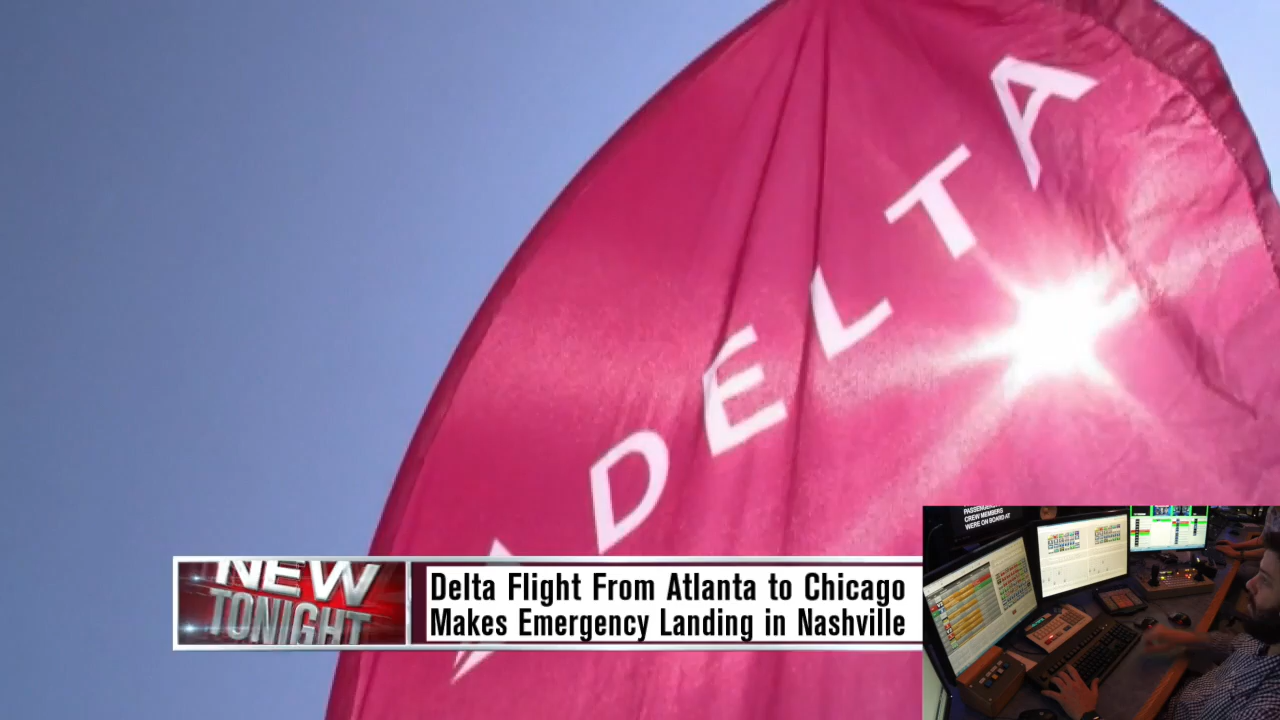 DELTA
NEW
TONIGHT
Delta Flight From Atlanta to Chicago
Makes Emergency Landing in Nashville
CREW MEMBERS
WERE ON BOARD AT